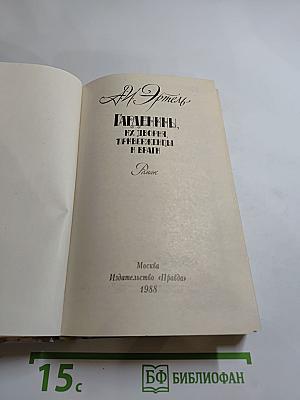 А.И. Эртель
ГАРДЕНИНЫ,
ИХ ДВОРНЯ,
ПРИВЕРЖЕНЦЫ
И ВРАГИ
Роман
Москва
Издательство «Правда»
1988
15с
БФ БИБЛИОФАН